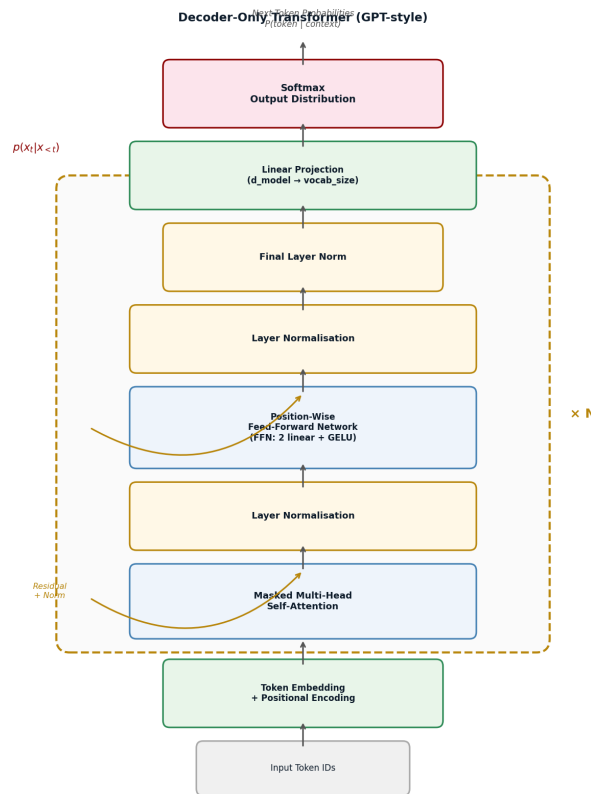 Next-Token Probabilities
Decoder-Only Transformer (GPT-style)
P(token | context)
Softmax
Output Distribution
p(xₜ|x<ₜ)
Linear Projection
(d_model → vocab_size)
Final Layer Norm
Layer Normalisation
× N
Position-Wise
Feed-Forward Network
(FFN: 2 linear + GELU)
Layer Normalisation
Residual
+ Norm
Masked Multi-Head
Self-Attention
Token Embedding
+ Positional Encoding
Input Token IDs